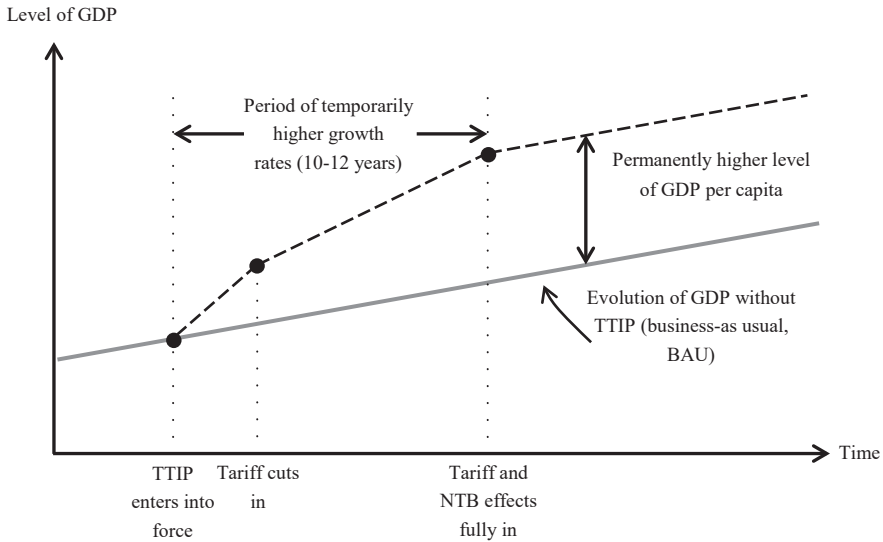 Level of GDP
Period of temporarily
higher growth
rates (10-12 years)
Permanently higher level
of GDP per capita
Evolution of GDP without
TTIP (business-as usual,
BAU)
Time
TTIP
enters into
force
Tariff cuts
in
Tariff and
NTB effects
fully in